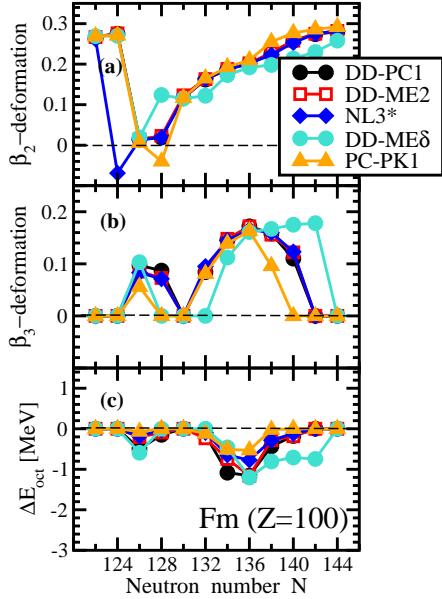 0.3
0.2
0.1
0
β2−deformation
(a)
DD-PC1
DD-ME2
NL3*
DD-MEδ
PC-PK1
0.2
0.1
0
β3−deformation
(b)
1
0
-1
-2
-3
ΔEoct [MeV]
(c)
Fm (Z=100)
124 128 132 136 140 144
Neutron number N